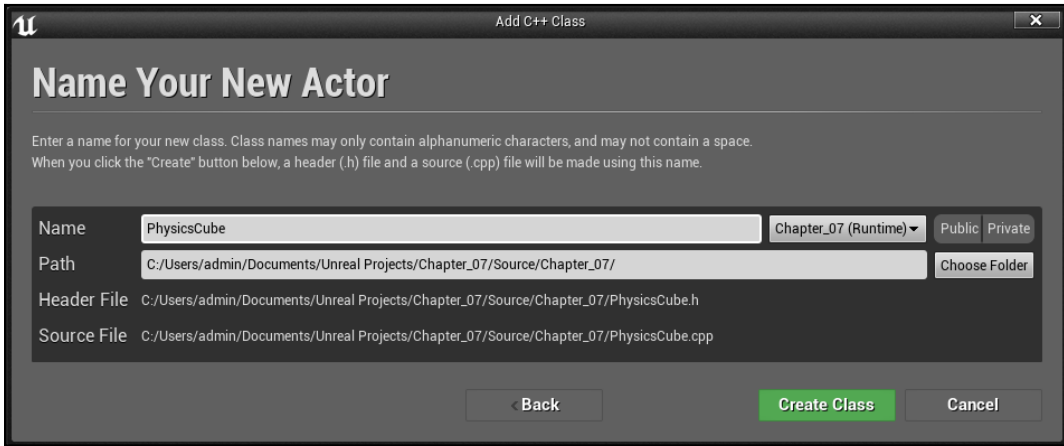 Add C++ Class
Name Your New Actor
Enter a name for your new class. Class names may only contain alphanumeric characters, and may not contain a space.
When you click the "Create" button below, a header (.h) file and a source (.cpp) file will be made using this name.
Name PhysicsCube Chapter_07 (Runtime) Public Private
Path C:/Users/admin/Documents/Unreal Projects/Chapter_07/Source/Chapter_07/ Choose Folder
Header File C:/Users/admin/Documents/Unreal Projects/Chapter_07/Source/Chapter_07/PhysicsCube.h
Source File C:/Users/admin/Documents/Unreal Projects/Chapter_07/Source/Chapter_07/PhysicsCube.cpp
Back Create Class Cancel